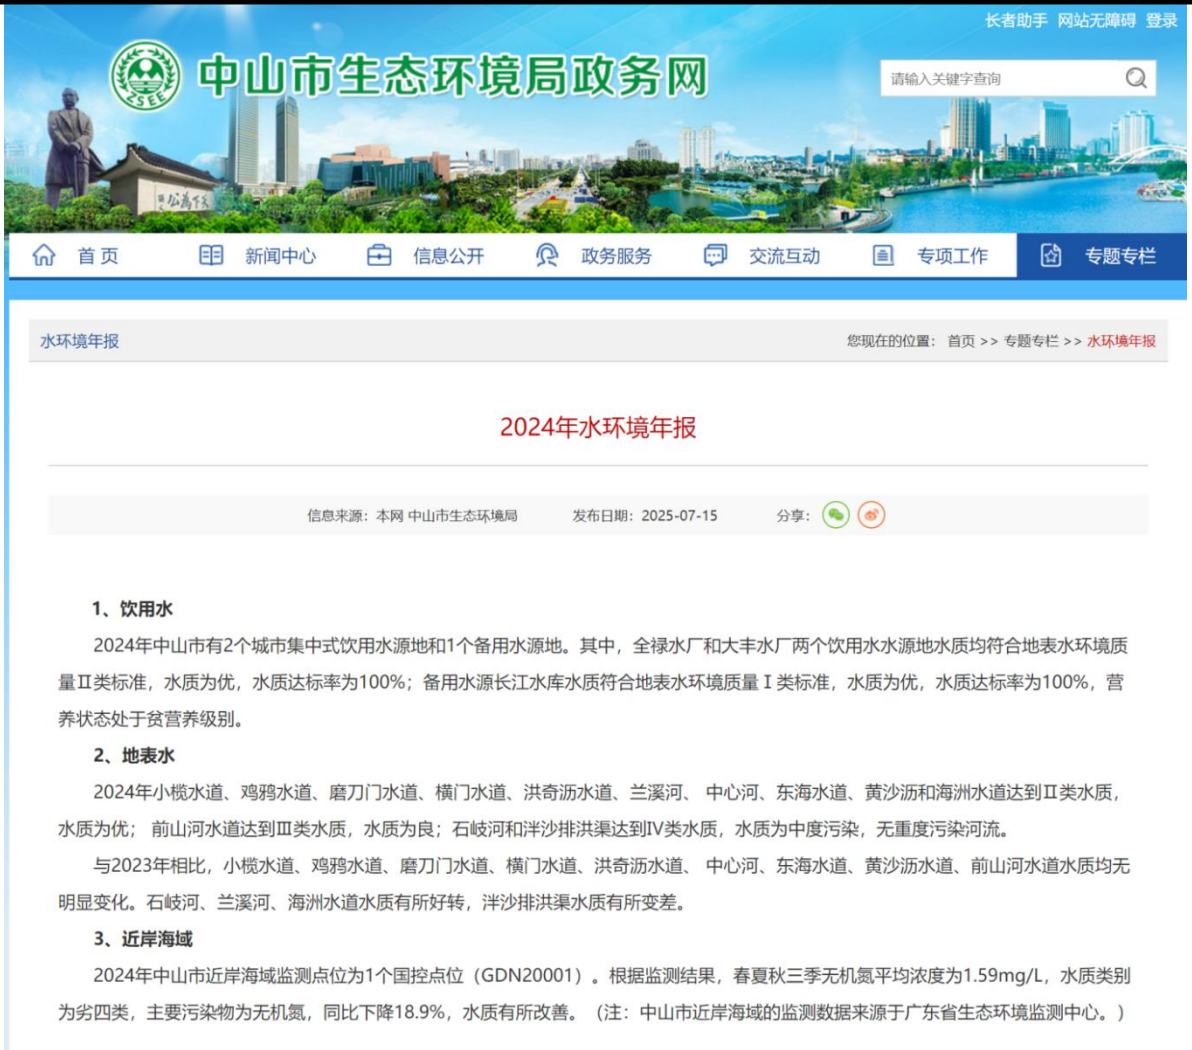 长者助手 网站无障碍 登录
ZSEE
中山市生态环境局政务网
请输入关键字查询
天下為公
首 页 新闻中心 信息公开 政务服务 交流互动 专项工作 专题专栏
水环境年报 您现在的位置： 首页 >> 专题专栏 >> 水环境年报
2024年水环境年报
信息来源：本网 中山市生态环境局 发布日期：2025-07-15 分享：
1、饮用水
2024年中山市有2个城市集中式饮用水源地和1个备用水源地。其中，全禄水厂和大丰水厂两个饮用水水源地水质均符合地表水环境质
量Ⅱ类标准，水质为优，水质达标率为100%；备用水源长江水库水质符合地表水环境质量Ⅰ类标准，水质为优，水质达标率为100%，营
养状态处于贫营养级别。
2、地表水
2024年小榄水道、鸡鸦水道、磨刀门水道、横门水道、洪奇沥水道、兰溪河、 中心河、东海水道、黄沙沥和海洲水道达到Ⅱ类水质，
水质为优； 前山河水道达到Ⅲ类水质，水质为良；石岐河和泮沙排洪渠达到Ⅳ类水质，水质为中度污染，无重度污染河流。
与2023年相比，小榄水道、鸡鸦水道、磨刀门水道、横门水道、洪奇沥水道、 中心河、东海水道、黄沙沥水道、前山河水道水质均无
明显变化。石岐河、兰溪河、海洲水道水质有所好转，泮沙排洪渠水质有所变差。
3、近岸海域
2024年中山市近岸海域监测点位为1个国控点位（GDN20001）。根据监测结果，春夏秋三季无机氮平均浓度为1.59mg/L，水质类别
为劣四类，主要污染物为无机氮，同比下降18.9%，水质有所改善。（注：中山市近岸海域的监测数据来源于广东省生态环境监测中心。）